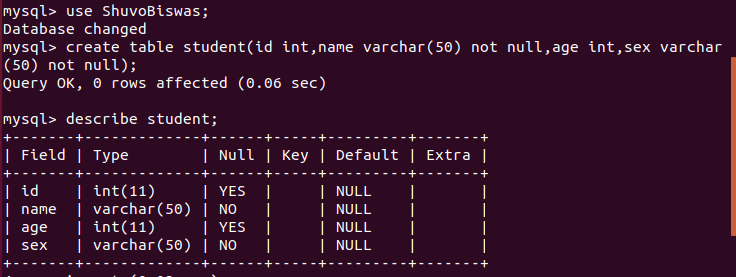 mysql> use ShuvoBiswas;
Database changed
mysql> create table student(id int,name varchar(50) not null,age int,sex varchar
(50) not null);
Query OK, 0 rows affected (0.06 sec)
mysql> describe student;
+-------+-------------+------+-----+---------+-------+
| Field | Type        | Null | Key | Default | Extra |
+-------+-------------+------+-----+---------+-------+
| id    | int(11)     | YES  |     | NULL    |       |
| name  | varchar(50) | NO   |     | NULL    |       |
| age   | int(11)     | YES  |     | NULL    |       |
| sex   | varchar(50) | NO   |     | NULL    |       |
+-------+-------------+------+-----+---------+-------+